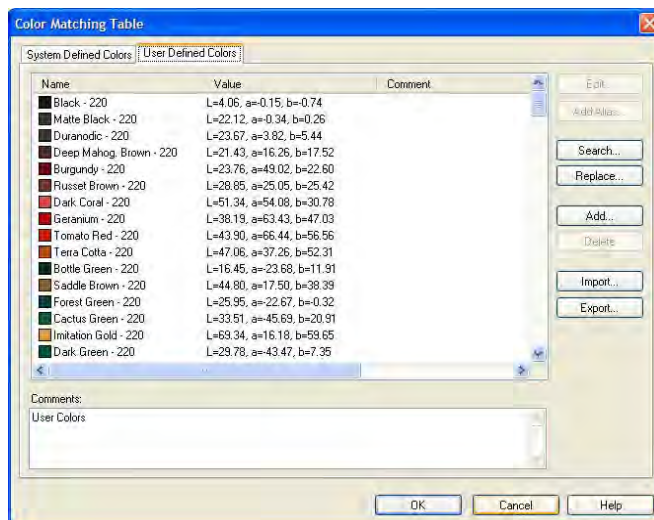 Color Matching Table
System Defined Colors User Defined Colors
Name Value Comment
Black - 220 L=4.06, a=-0.15, b=-0.74
Matte Black - 220 L=22.12, a=-0.34, b=0.26
Duranodic - 220 L=23.67, a=3.82, b=5.44
Deep Mahog. Brown - 220 L=21.43, a=16.26, b=17.52
Burgundy - 220 L=23.76, a=49.02, b=22.60
Russet Brown - 220 L=28.85, a=25.05, b=25.42
Dark Coral - 220 L=51.34, a=54.08, b=30.78
Geranium - 220 L=38.19, a=63.43, b=47.03
Tomato Red - 220 L=43.90, a=66.44, b=56.56
Terra Cotta - 220 L=47.06, a=37.26, b=52.31
Bottle Green - 220 L=16.45, a=-23.68, b=11.91
Saddle Brown - 220 L=44.80, a=17.50, b=38.39
Forest Green - 220 L=25.95, a=-22.67, b=-0.32
Cactus Green - 220 L=33.51, a=-45.69, b=20.91
Imitation Gold - 220 L=69.34, a=16.18, b=59.65
Dark Green - 220 L=29.78, a=-43.47, b=7.35
Edit...
Add Alias...
Search...
Replace...
Add...
Delete
Import...
Export...
Comments:
User Colors
OK Cancel Help